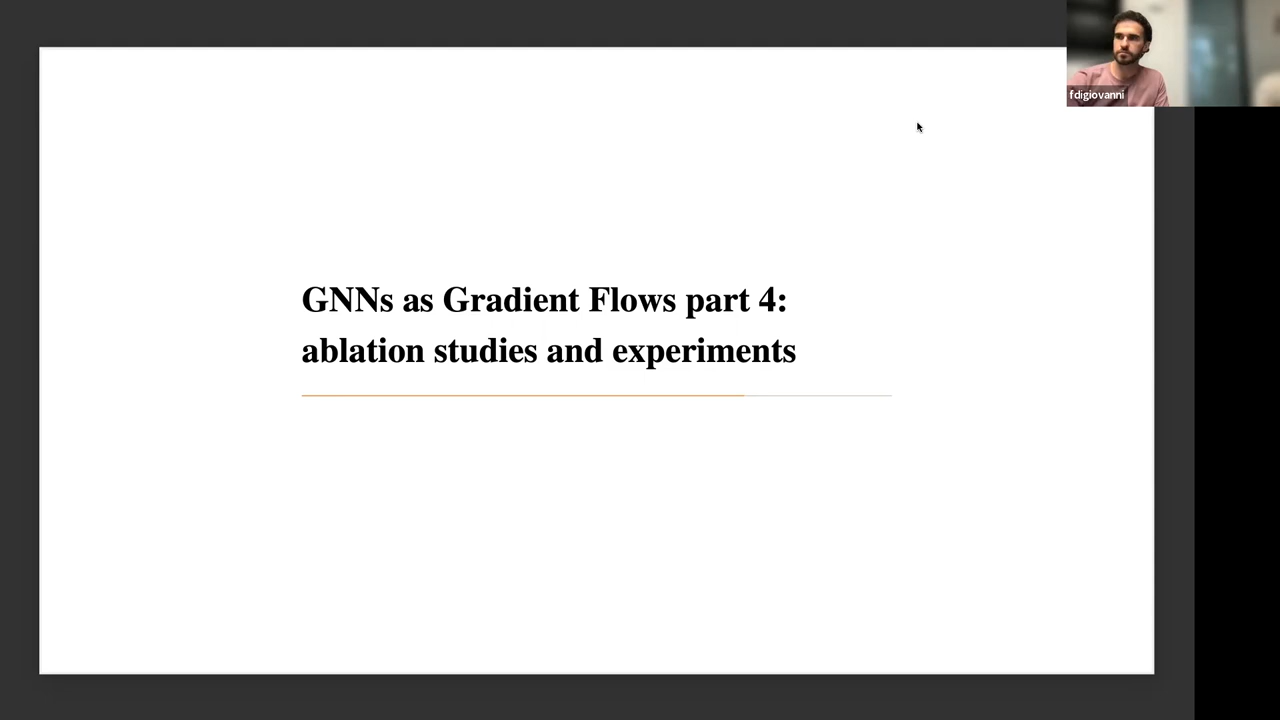 fdigiovanni
GNNs as Gradient Flows part 4:
ablation studies and experiments